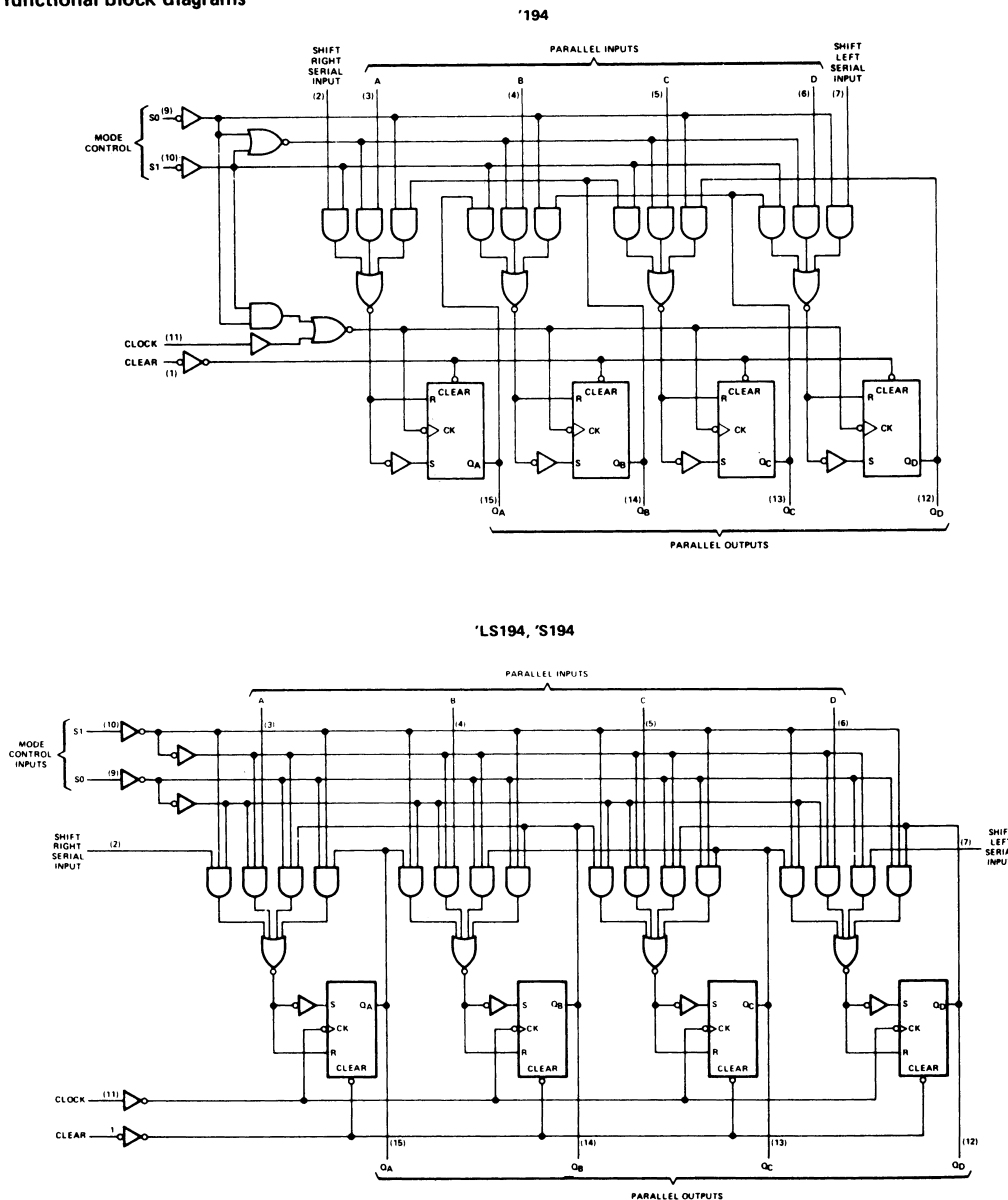 functional block diagrams
'194
SHIFT
RIGHT
SERIAL
INPUT
(2)
PARALLEL INPUTS
A
(3)
B
(4)
C
(5)
D
(6)
SHIFT
LEFT
SERIAL
INPUT
(7)
MODE
CONTROL
S0 (9)
S1 (10)
CLOCK (11)
CLEAR
(1)
CLEAR
R
CK
S
QA
CLEAR
R
CK
S
QB
CLEAR
R
CK
S
QC
CLEAR
R
CK
S
QD
(15)
QA
(14)
QB
(13)
QC
(12)
QD
PARALLEL OUTPUTS
'LS194, 'S194
PARALLEL INPUTS
A
(3)
B
(4)
C
(5)
D
(6)
MODE
CONTROL
INPUTS
S1 (10)
S0 (9)
SHIFT
RIGHT
SERIAL
INPUT
(2)
(7)
SHIF
LEFT
SERIA
INPU
S
QA
CK
R
CLEAR
S
QB
CK
R
CLEAR
S
QC
CK
R
CLEAR
S
QD
CK
R
CLEAR
CLOCK (11)
CLEAR 1
(15)
QA
(14)
QB
(13)
QC
(12)
QD
PARALLEL OUTPUTS